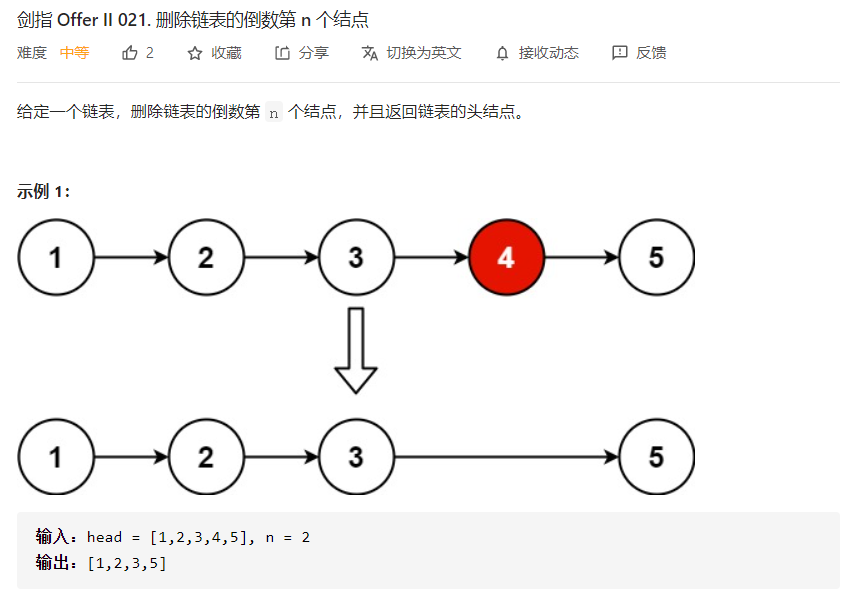 剑指 Offer II 021. 删除链表的倒数第 n 个结点
难度 中等 2 收藏 分享 切换为英文 接收动态 反馈
给定一个链表，删除链表的倒数第 n 个结点，并且返回链表的头结点。
示例 1：
1 2 3 4 5
1 2 3 5
输入：head = [1,2,3,4,5], n = 2
输出：[1,2,3,5]